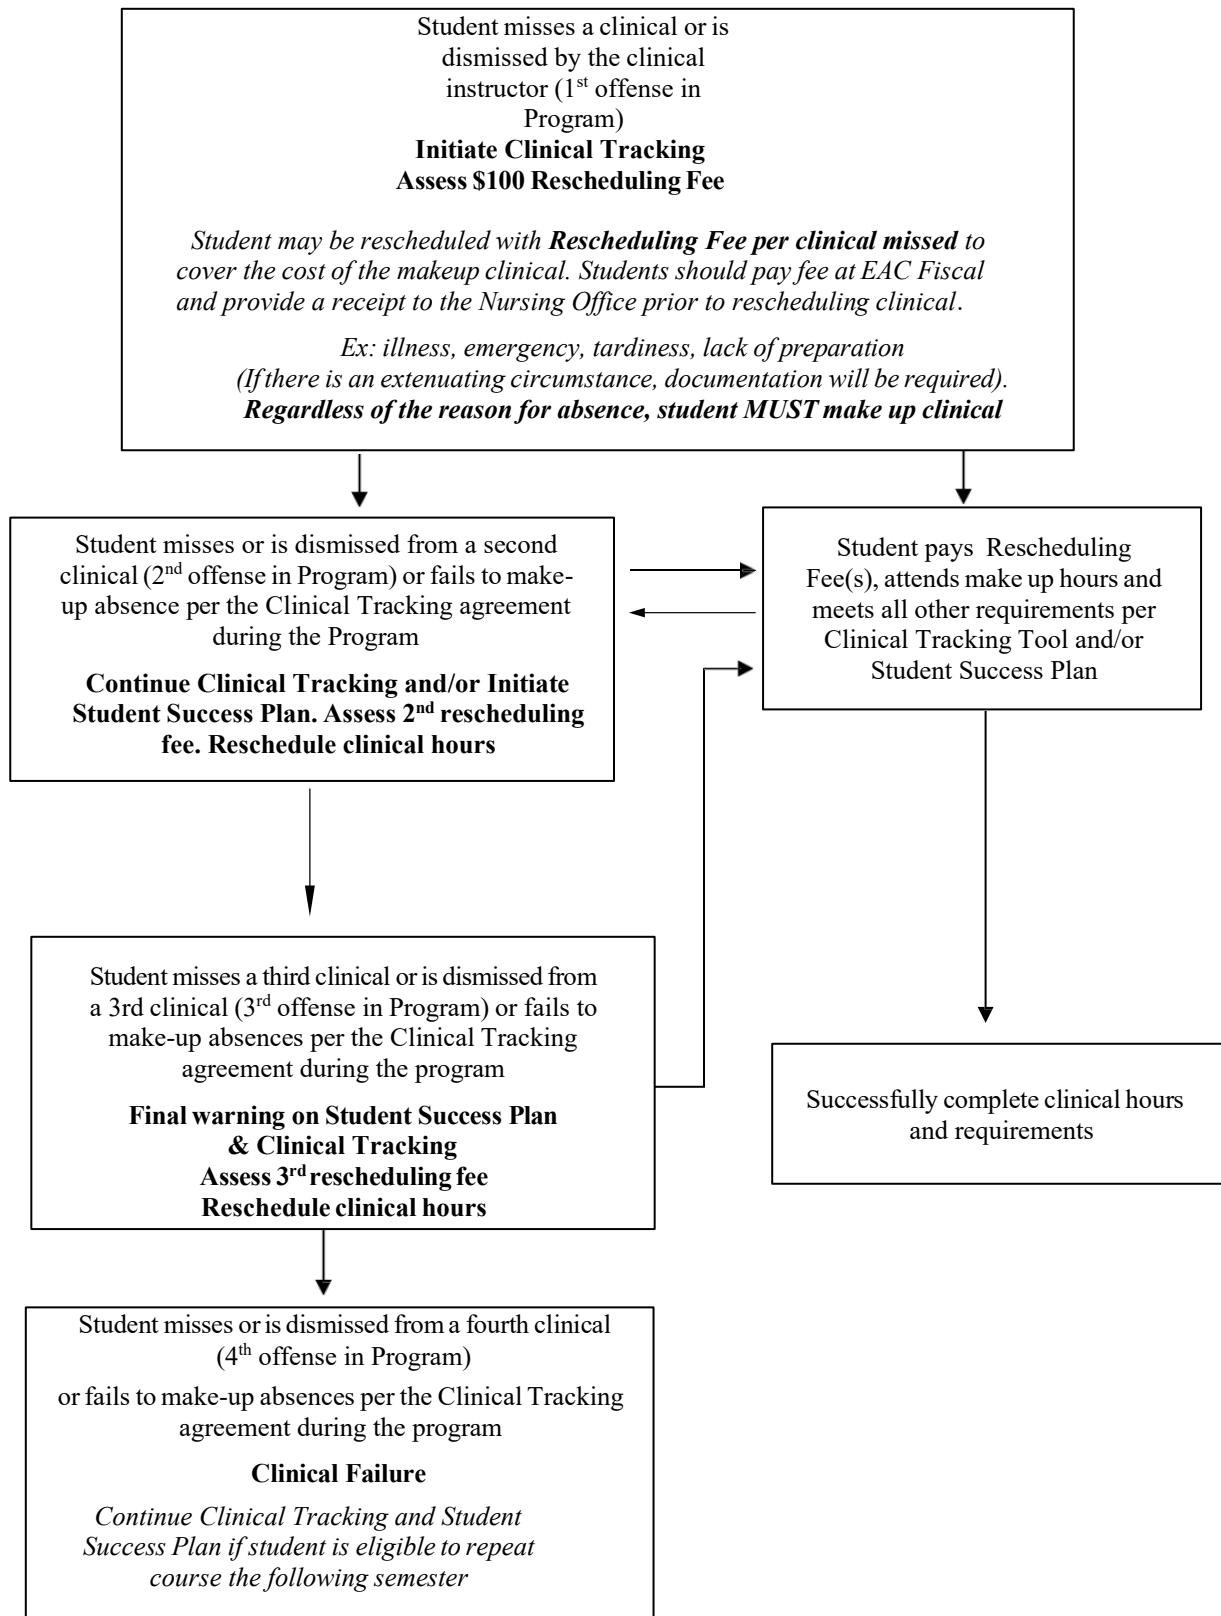 Student misses a clinical or is
dismissed by the clinical
instructor (1st offense in
Program)
Initiate Clinical Tracking
Assess $100 Rescheduling Fee
Student may be rescheduled with Rescheduling Fee per clinical missed to
cover the cost of the makeup clinical. Students should pay fee at EAC Fiscal
and provide a receipt to the Nursing Office prior to rescheduling clinical.
Ex: illness, emergency, tardiness, lack of preparation
(If there is an extenuating circumstance, documentation will be required).
Regardless of the reason for absence, student MUST make up clinical
Student misses or is dismissed from a second
clinical (2nd offense in Program) or fails to make-
up absence per the Clinical Tracking agreement
during the Program
Continue Clinical Tracking and/or Initiate
Student Success Plan. Assess 2nd rescheduling
fee. Reschedule clinical hours
Student pays Rescheduling
Fee(s), attends make up hours and
meets all other requirements per
Clinical Tracking Tool and/or
Student Success Plan
Student misses a third clinical or is dismissed from
a 3rd clinical (3rd offense in Program) or fails to
make-up absences per the Clinical Tracking
agreement during the program
Final warning on Student Success Plan
& Clinical Tracking
Assess 3rd rescheduling fee
Reschedule clinical hours
Successfully complete clinical hours
and requirements
Student misses or is dismissed from a fourth clinical
(4th offense in Program)
or fails to make-up absences per the Clinical Tracking
agreement during the program
Clinical Failure
Continue Clinical Tracking and Student
Success Plan if student is eligible to repeat
course the following semester